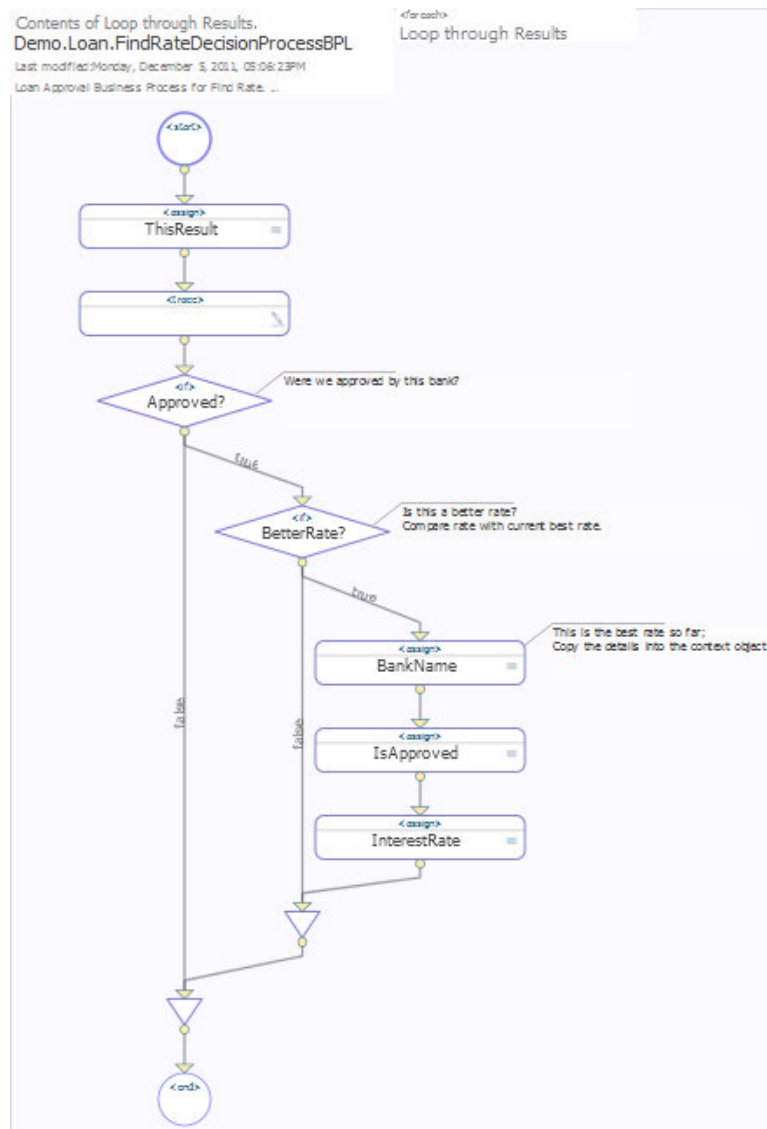 Contents of Loop through Results.
Demo.Loan.FindRateDecisionProcessBPL
Last modified:Monday, December 5, 2011, 05:06:23PM
Loan Approval Business Process for Find Rate. ...
<foreach>
Loop through Results
<start>
<assign>
ThisResult
<trace>
<if>
Approved?
Were we approved by this bank?
true
<if>
BetterRate?
Is this a better rate?
Compare rate with current best rate.
true
<assign>
BankName
This is the best rate so far;
Copy the details into the context object
false
false
<assign>
IsApproved
<assign>
InterestRate
<end>